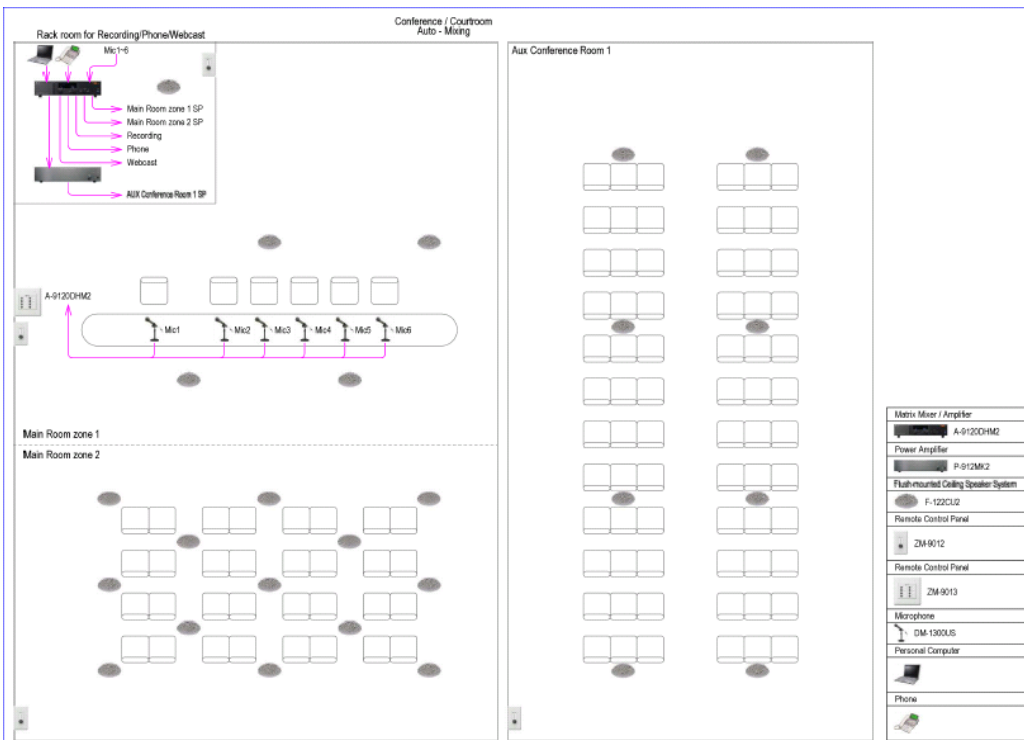 Conference / Courtroom
Auto - Mixing
Rack room for Recording/Phone/Webcast
Mic1~6
Main Room zone 1 SP
Main Room zone 2 SP
Recording
Phone
Webcast
AUX Conference Room 1 SP
A-9120DHM2
Mic1
Mic2
Mic3
Mic4
Mic5
Mic6
Main Room zone 1
Main Room zone 2
Aux Conference Room 1
Matrix Mixer / Amplifier
A-9120DHM2
Power Amplifier
P-912MK2
Flush-mounted Ceiling Speaker System
F-122CU2
Remote Control Panel
ZM-9012
Remote Control Panel
ZM-9013
Microphone
DM-1300US
Personal Computer
Phone